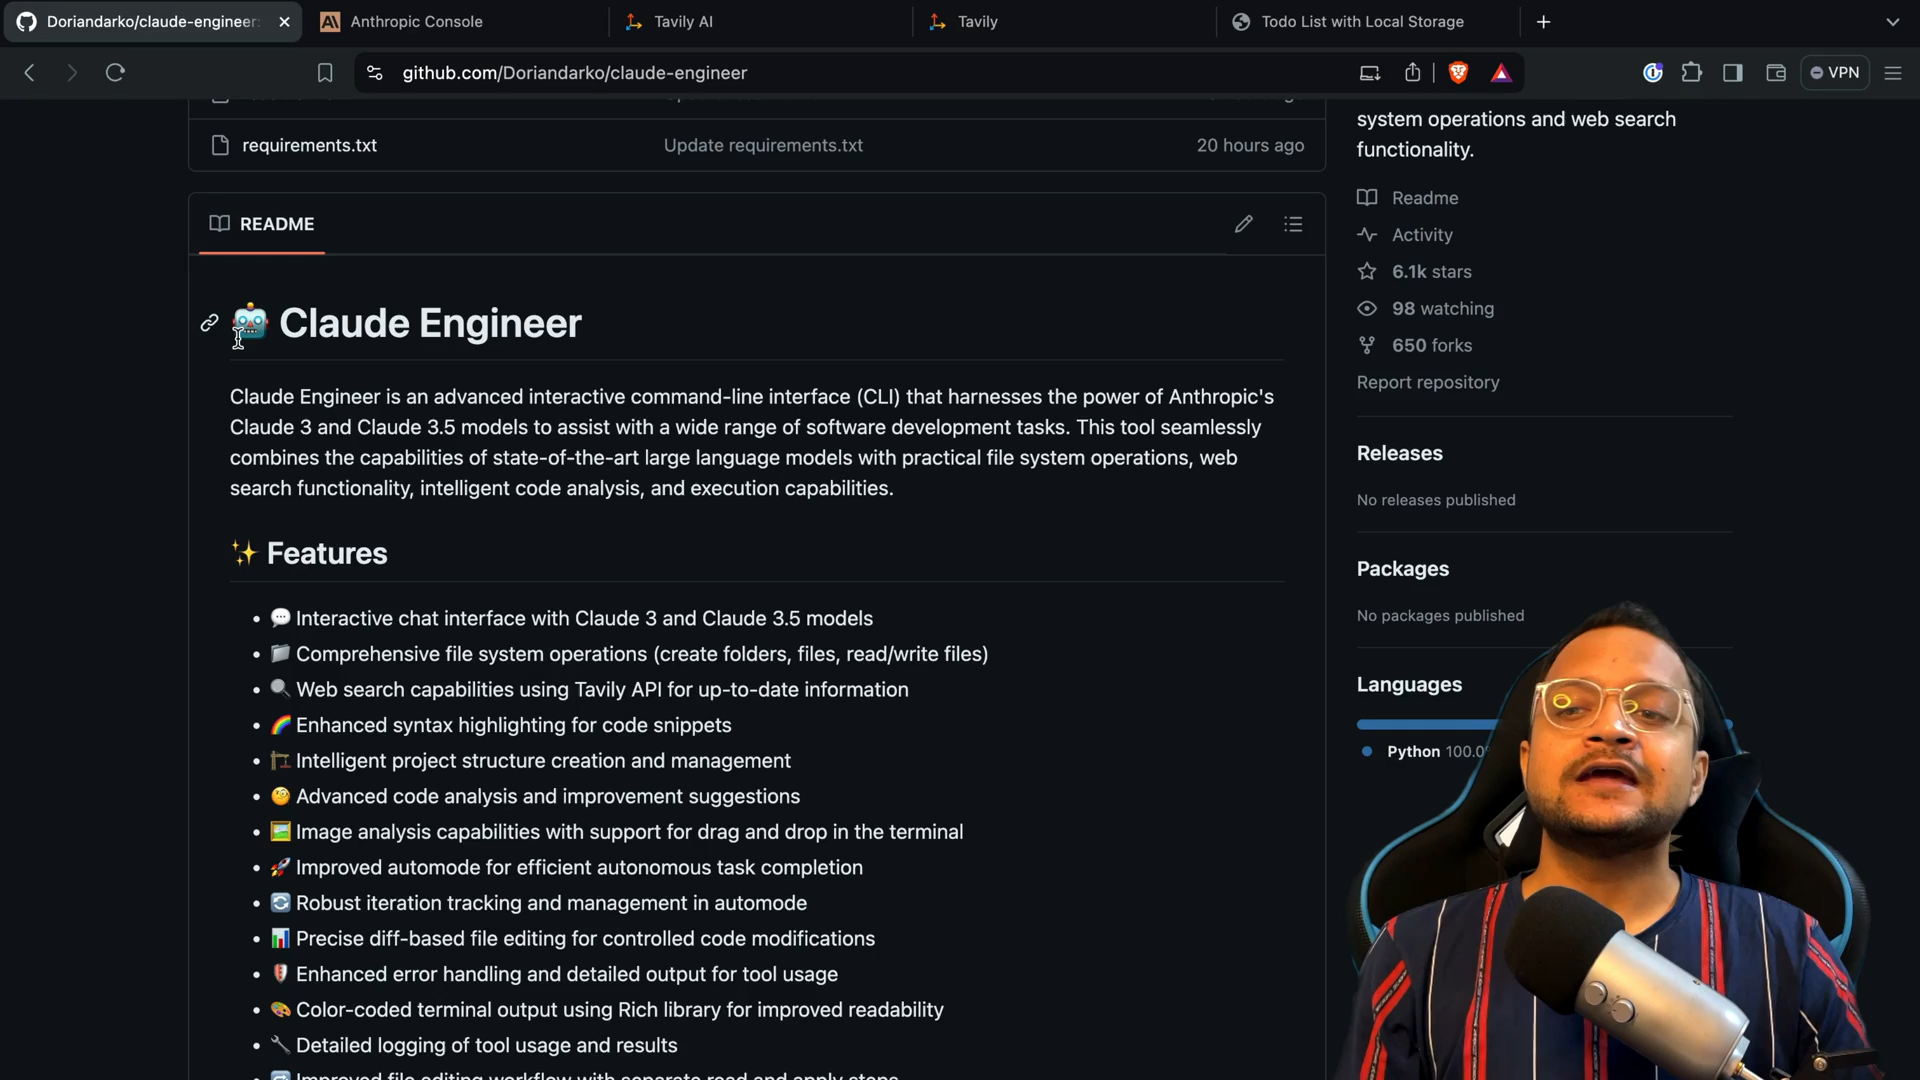 Doriandarko/claude-engineer:
Anthropic Console
Tavily AI
Tavily
Todo List with Local Storage
github.com/Doriandarko/claude-engineer
VPN
requirements.txt
Update requirements.txt
20 hours ago
README
🤖 Claude Engineer
Claude Engineer is an advanced interactive command-line interface (CLI) that harnesses the power of Anthropic's
Claude 3 and Claude 3.5 models to assist with a wide range of software development tasks. This tool seamlessly
combines the capabilities of state-of-the-art large language models with practical file system operations, web
search functionality, intelligent code analysis, and execution capabilities.
✨ Features
• 💬 Interactive chat interface with Claude 3 and Claude 3.5 models
• 📁 Comprehensive file system operations (create folders, files, read/write files)
• 🔍 Web search capabilities using Tavily API for up-to-date information
• 🌈 Enhanced syntax highlighting for code snippets
• 🏗️ Intelligent project structure creation and management
• 🧐 Advanced code analysis and improvement suggestions
• 🖼️ Image analysis capabilities with support for drag and drop in the terminal
• 🚀 Improved automode for efficient autonomous task completion
• 🔄 Robust iteration tracking and management in automode
• 📊 Precise diff-based file editing for controlled code modifications
• 🛡️ Enhanced error handling and detailed output for tool usage
• 🎨 Color-coded terminal output using Rich library for improved readability
• 🔧 Detailed logging of tool usage and results
Improved file editing workflow with separate read and apply steps
system operations and web search
functionality.
Readme
Activity
6.1k stars
98 watching
650 forks
Report repository
Releases
No releases published
Packages
No packages published
Languages
Python 100.0